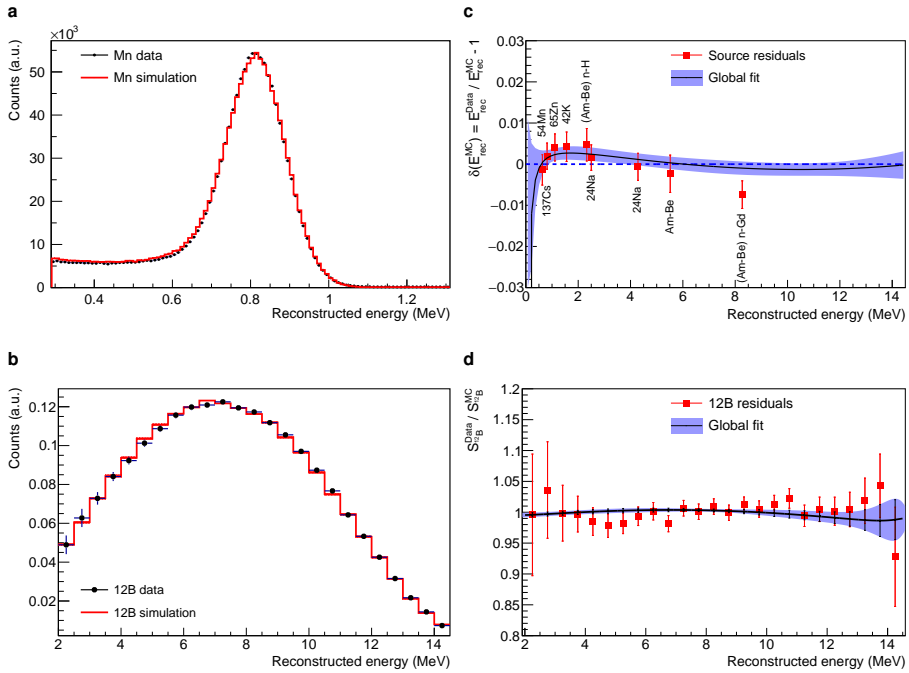 a
×10³
Counts (a.u.)
50
40
30
20
10
0
Mn data
Mn simulation
0.4
0.6
0.8
1
1.2
Reconstructed energy (MeV)
c
δ(E^MC_rec) = E^Data_rec / E^MC_rec - 1
0.03
0.02
0.01
0
−0.01
−0.02
−0.03
Source residuals
Global fit
137Cs
54Mn
65Zn
42K
(Am-Be) n-H
24Na
24Na
Am-Be
(Am-Be) n-Gd
0
2
4
6
8
10
12
14
Reconstructed energy (MeV)
b
Counts (a.u.)
0.12
0.1
0.08
0.06
0.04
0.02
12B data
12B simulation
2
4
6
8
10
12
14
Reconstructed energy (MeV)
d
S^Data_12B / S^MC_12B
1.2
1.15
1.1
1.05
1
0.95
0.9
0.85
0.8
12B residuals
Global fit
2
4
6
8
10
12
14
Reconstructed energy (MeV)